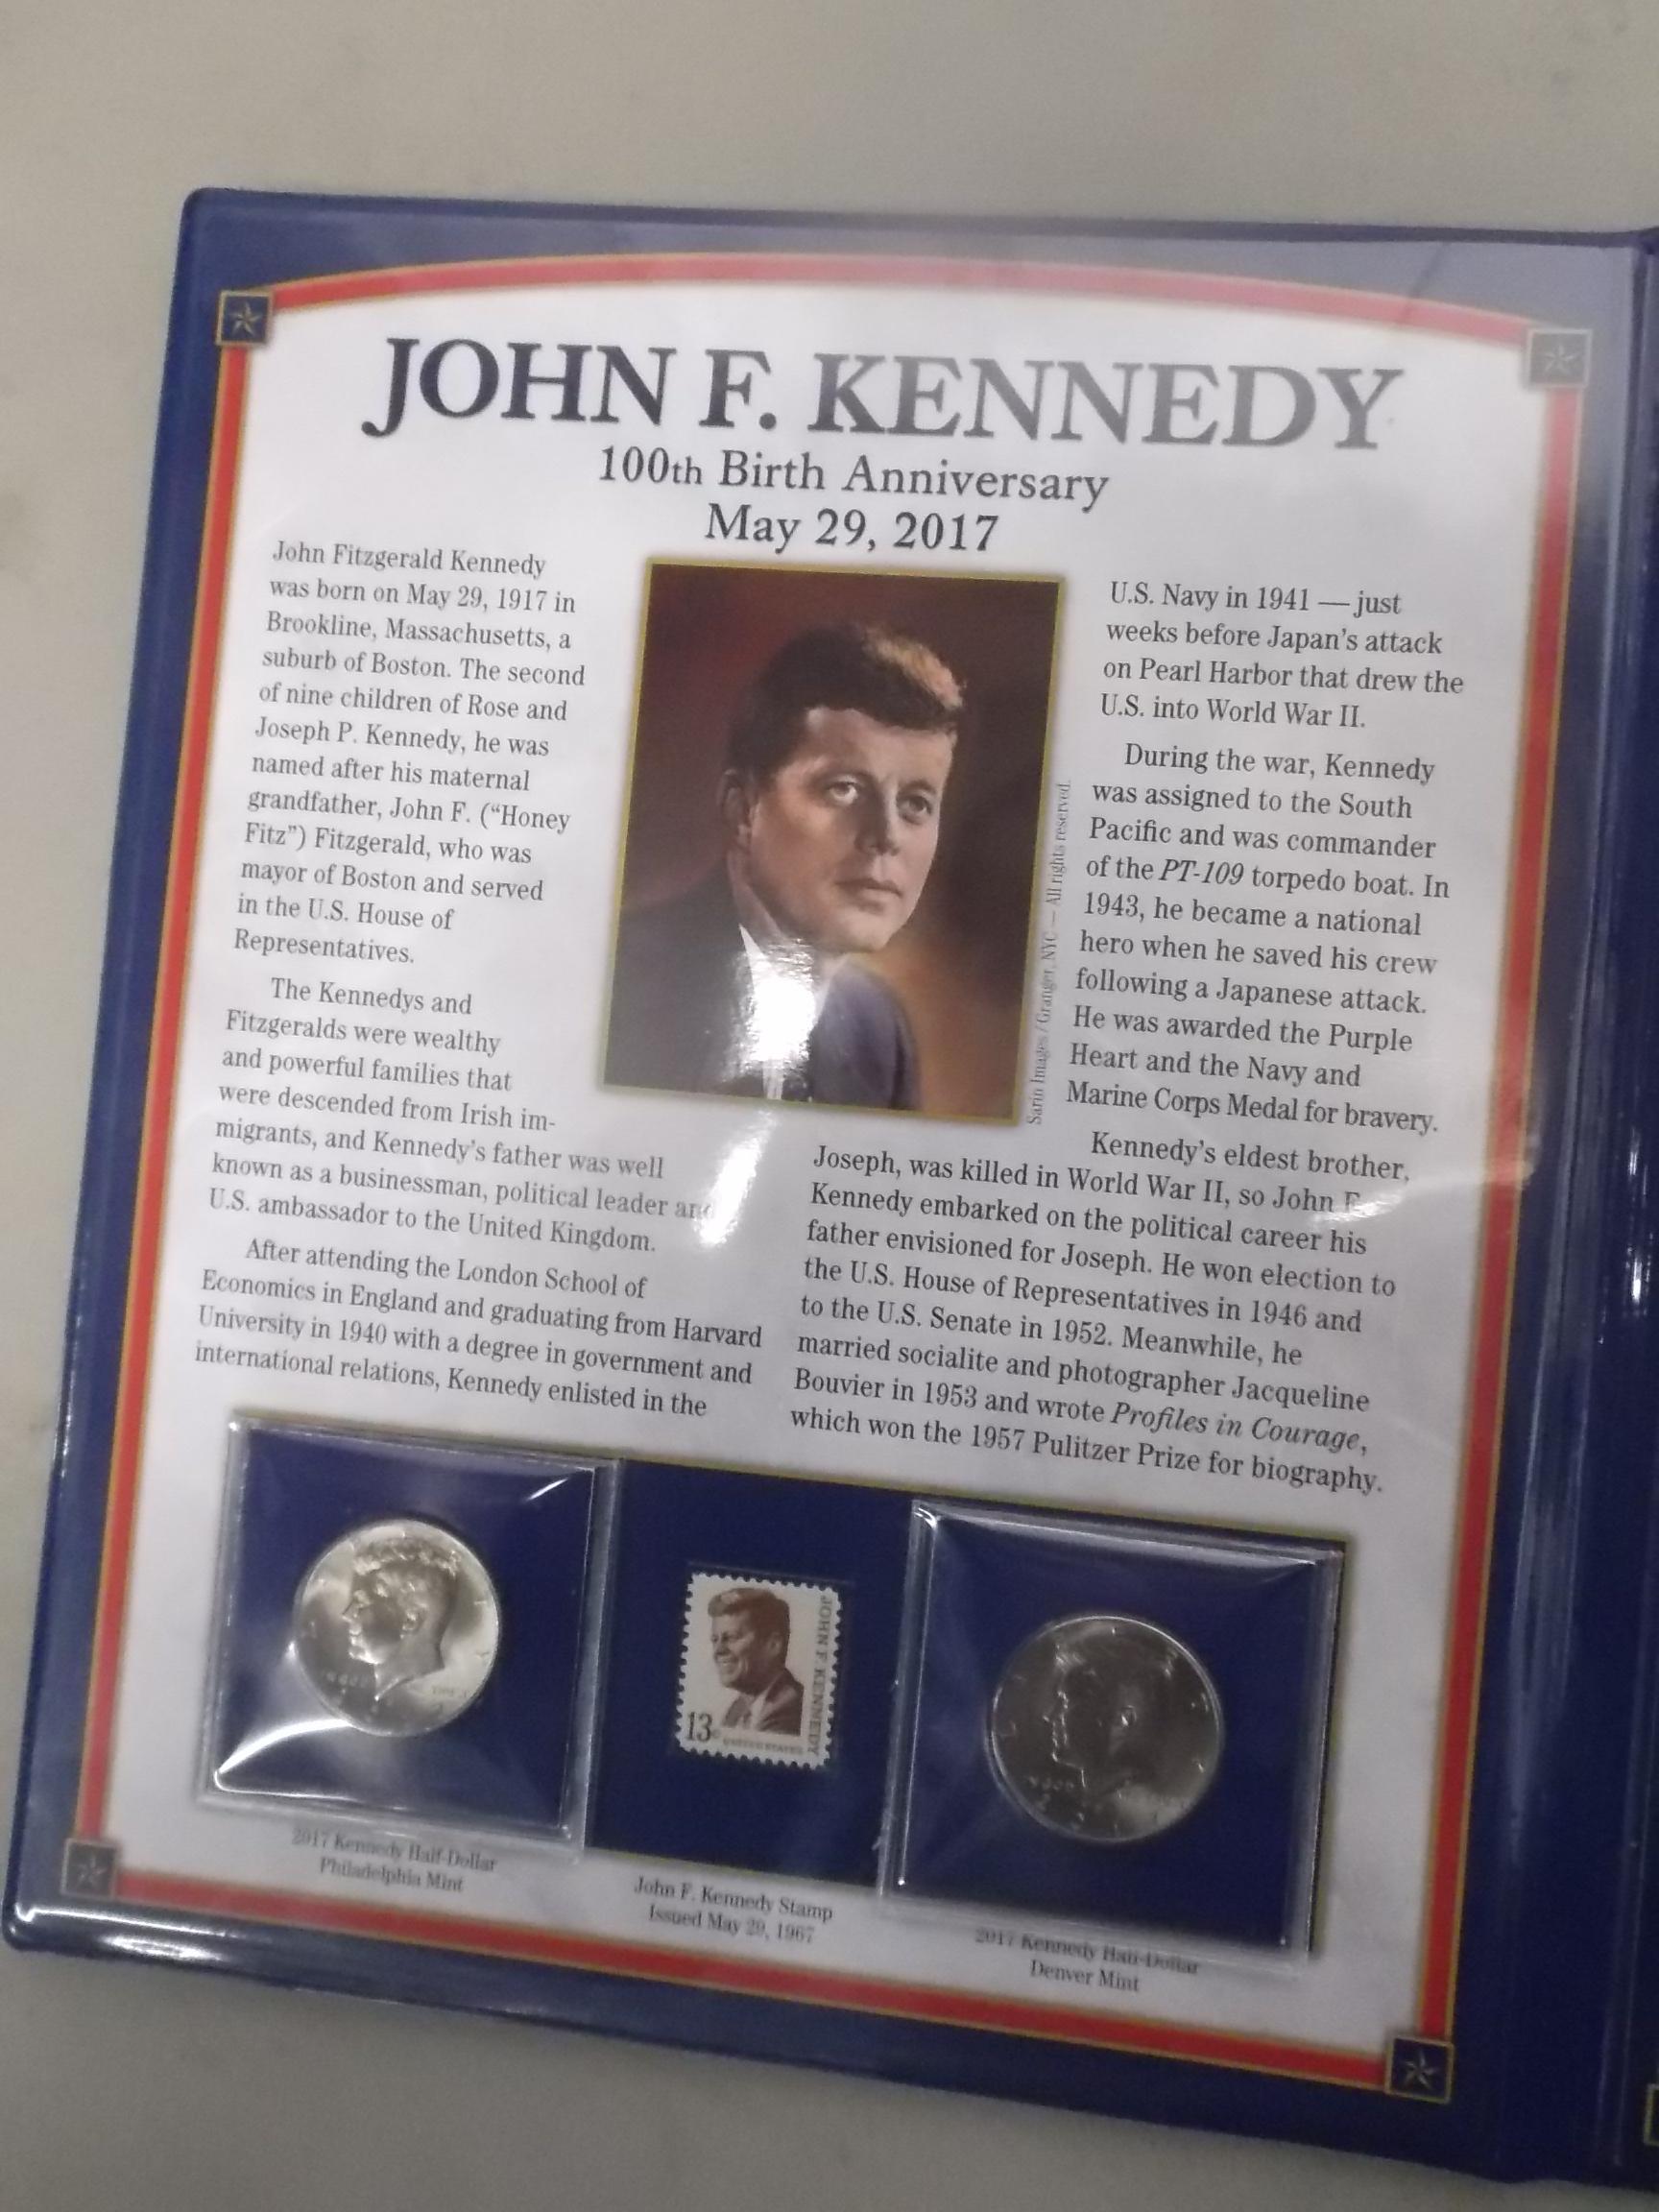 JOHN F. KENNEDY
100th Birth Anniversary
May 29, 2017
John Fitzgerald Kennedy
was born on May 29, 1917 in
Brookline, Massachusetts, a
suburb of Boston. The second
of nine children of Rose and
Joseph P. Kennedy, he was
named after his maternal
grandfather, John F. (“Honey
Fitz”) Fitzgerald, who was
mayor of Boston and served
in the U.S. House of
Representatives.
The Kennedys and
Fitzgeralds were wealthy
and powerful families that
were descended from Irish im-
migrants, and Kennedy’s father was well
known as a businessman, political leader and
U.S. ambassador to the United Kingdom.
After attending the London School of
Economics in England and graduating from Harvard
University in 1940 with a degree in government and
international relations, Kennedy enlisted in the
U.S. Navy in 1941 — just
weeks before Japan’s attack
on Pearl Harbor that drew the
U.S. into World War II.
During the war, Kennedy
was assigned to the South
Pacific and was commander
of the PT-109 torpedo boat. In
1943, he became a national
hero when he saved his crew
following a Japanese attack.
He was awarded the Purple
Heart and the Navy and
Marine Corps Medal for bravery.
Kennedy’s eldest brother,
Joseph, was killed in World War II, so John F.
Kennedy embarked on the political career his
father envisioned for Joseph. He won election to
the U.S. House of Representatives in 1946 and
to the U.S. Senate in 1952. Meanwhile, he
married socialite and photographer Jacqueline
Bouvier in 1953 and wrote Profiles in Courage,
which won the 1957 Pulitzer Prize for biography.
Sarin Images / Granger, NYC — All rights reserved.
JOHN F. KENNEDY
13c
UNITED STATES
2017 Kennedy Half-Dollar
Philadelphia Mint
John F. Kennedy Stamp
Issued May 29, 1967
2017 Kennedy Half-Dollar
Denver Mint